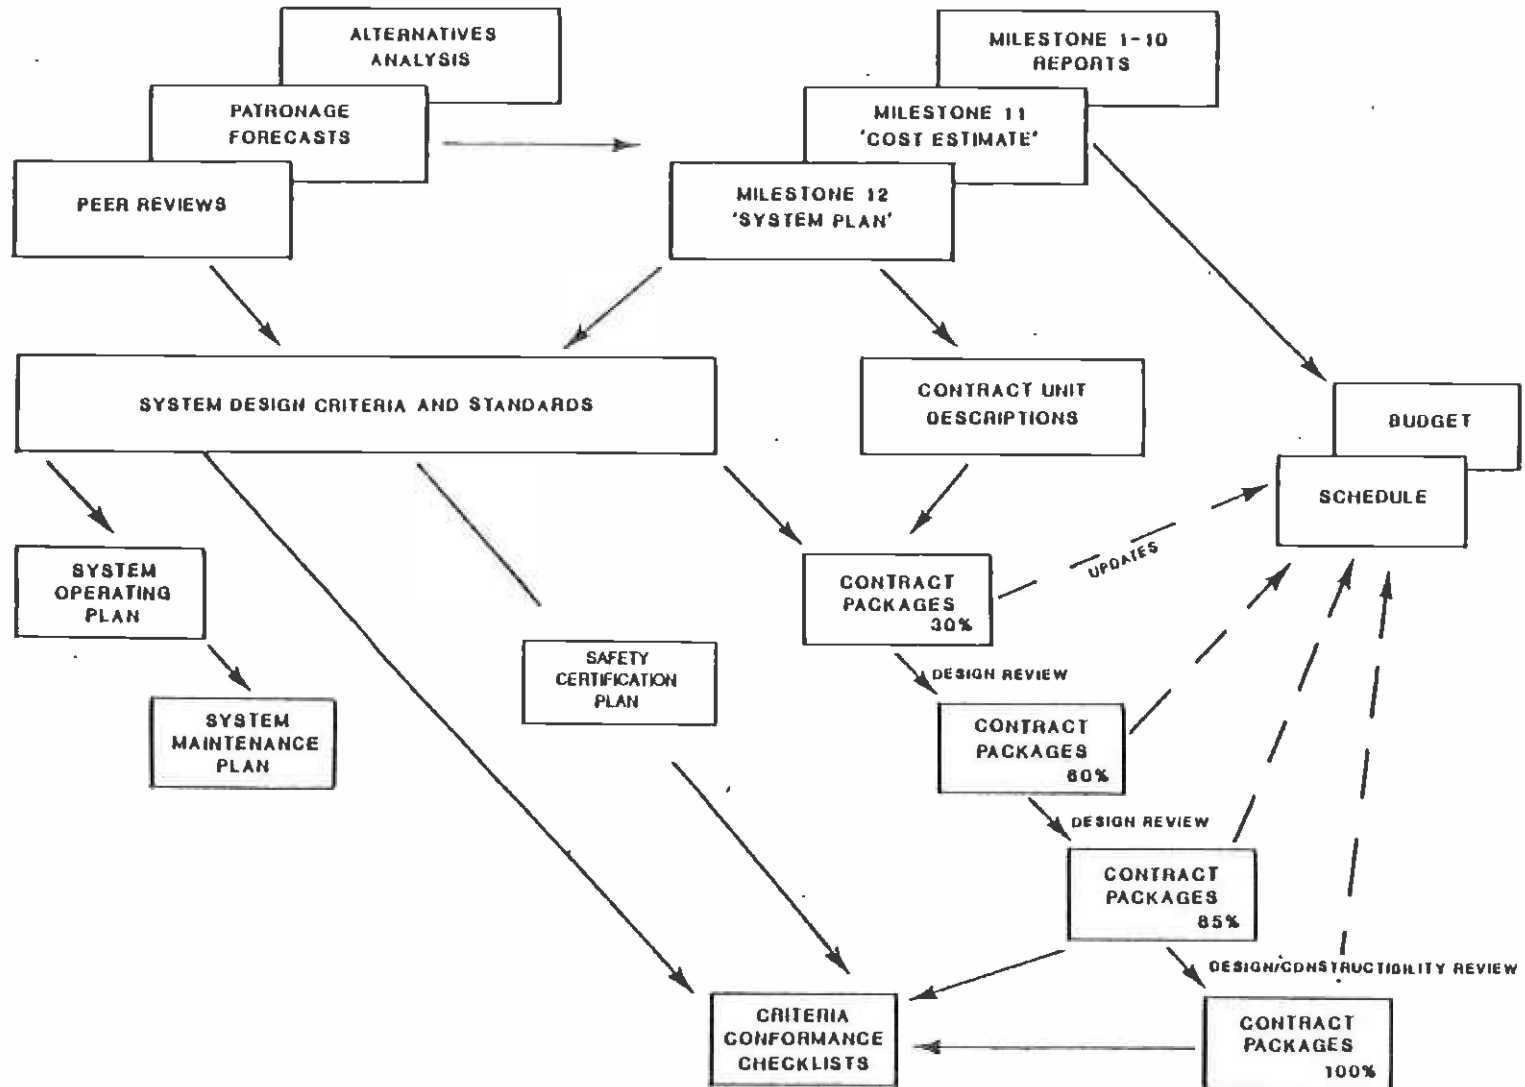 ALTERNATIVES
ANALYSIS
MILESTONE 1-10
REPORTS
PATRONAGE
FORECASTS
MILESTONE 11
'COST ESTIMATE'
PEER REVIEWS
MILESTONE 12
'SYSTEM PLAN'
SYSTEM DESIGN CRITERIA AND STANDARDS
CONTRACT UNIT
DESCRIPTIONS
BUDGET
SCHEDULE
SYSTEM
OPERATING
PLAN
CONTRACT
PACKAGES
30%
UPDATES
SAFETY
CERTIFICATION
PLAN
DESIGN REVIEW
SYSTEM
MAINTENANCE
PLAN
CONTRACT
PACKAGES
60%
DESIGN REVIEW
CONTRACT
PACKAGES
85%
DESIGN/CONSTRUCTIBILITY REVIEW
CRITERIA
CONFORMANCE
CHECKLISTS
CONTRACT
PACKAGES
100%